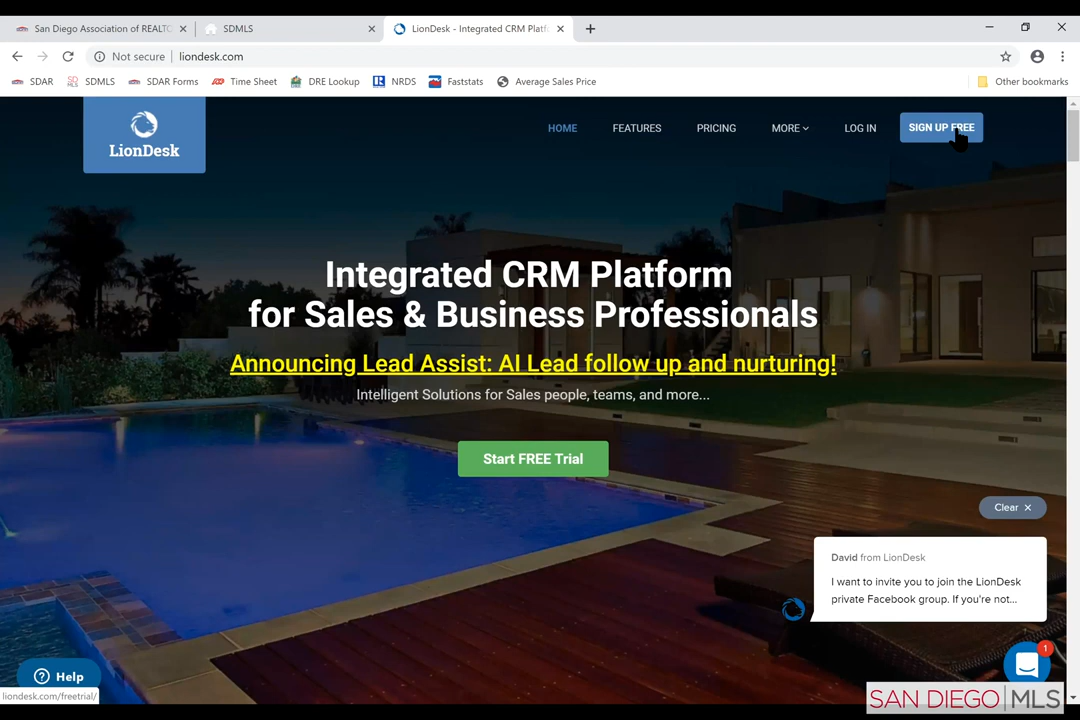 San Diego Association of REALTO
SDMLS
LionDesk - Integrated CRM Platf
Not secure
liondesk.com
SDAR
SDMLS
SDAR Forms
Time Sheet
DRE Lookup
NRDS
Faststats
Average Sales Price
Other bookmarks
LionDesk
HOME
FEATURES
PRICING
MORE
LOG IN
SIGN UP FREE
Integrated CRM Platform
for Sales & Business Professionals
Announcing Lead Assist: AI Lead follow up and nurturing!
Intelligent Solutions for Sales people, teams, and more...
Start FREE Trial
Clear
David from LionDesk
I want to invite you to join the LionDesk
private Facebook group. If you're not...
1
Help
liondesk.com/freetrial/
SAN DIEGO | MLS